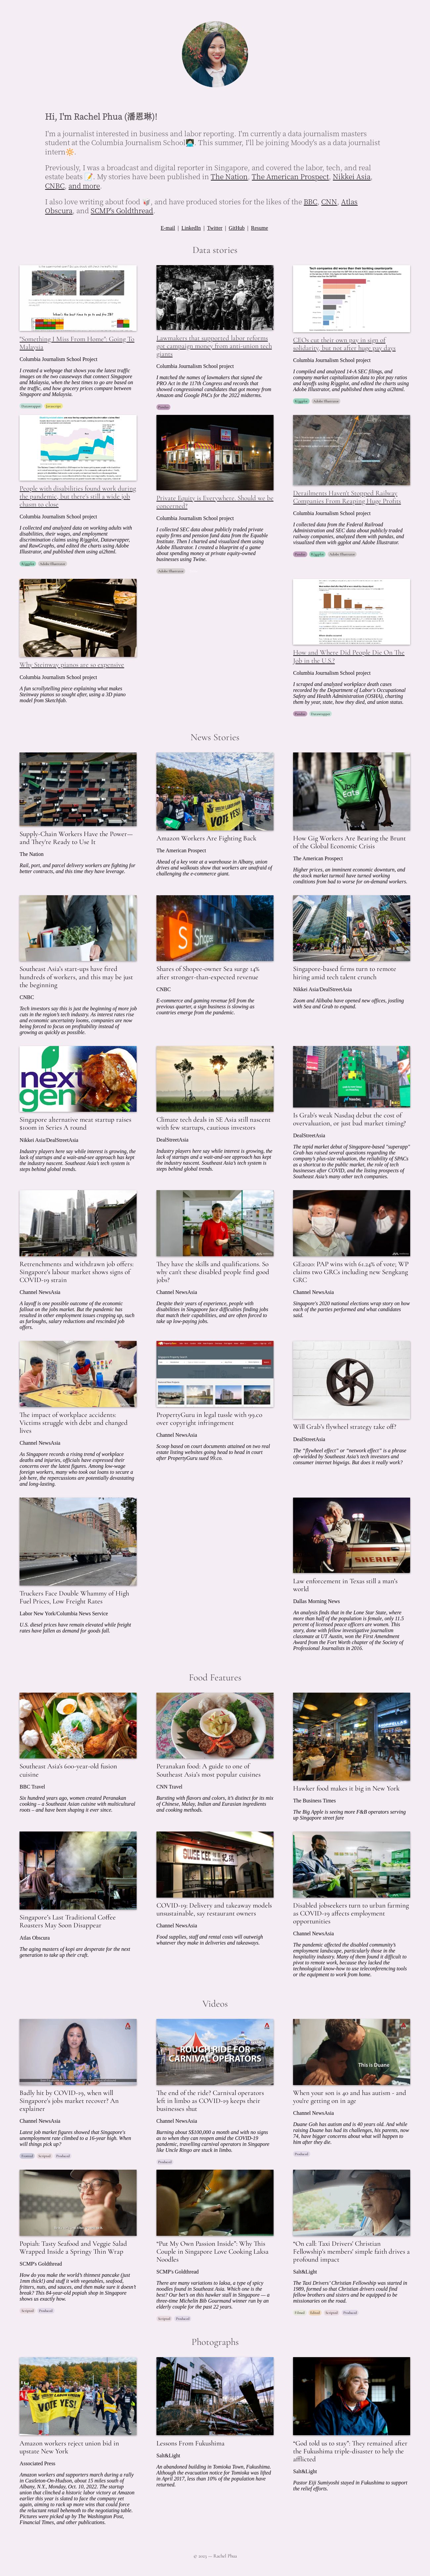 Hi, I'm Rachel Phua (潘恩琳)!
I'm a journalist interested in business and labor reporting. I'm currently a data journalism masters
student at the Columbia Journalism School. This summer, I'll be joining Moody's as a data journalist
intern.
Previously, I was a broadcast and digital reporter in Singapore, and covered the labor, tech, and real
estate beats. My stories have been published in The Nation, The American Prospect, Nikkei Asia,
CNBC, and more.
I also love writing about food, and have produced stories for the likes of the BBC, CNN, Atlas
Obscura, and SCMP's Goldthread.
E-mail | LinkedIn | Twitter | GitHub | Resume
Data stories
"Something I Miss From Home": Going To
Malaysia
Columbia Journalism School Project
I created a webpage that shows you the latest traffic
images on the two causeways that connect Singapore
and Malaysia, when the best time is to go are based on
the traffic, and how grocery prices compare between
Singapore and Malaysia.
Datawrapper Javascript
Lawmakers that supported labor reforms
got campaign money from anti-union tech
giants
Columbia Journalism School project
I matched the names of lawmakers that signed the
PRO Act in the 117th Congress and records that
showed congressional candidates that got money from
Amazon and Google PACs for the 2022 midterms.
Pandas
CEOs cut their own pay in sign of
solidarity, but not after huge pay days
Columbia Journalism School project
I compiled and analyzed 14-A SEC filings, and
company market capitalization data to get pay ratios
and layoffs using R/ggplot, and edited the charts using
Adobe Illustrator, and published them using ai2html.
R/ggplot Adobe Illustrator
People with disabilities found work during
the pandemic, but there's still a wide job
chasm to close
Columbia Journalism School project
I collected and analyzed data on working adults with
disabilities, their wages, and employment
discrimination claims using R/ggplot, Datawrapper,
and RawGraphs. I edited the charts using Adobe
Illustrator, and published them using ai2html.
R/ggplot Adobe Illustrator
Private Equity is Everywhere. Should we be
concerned?
Columbia Journalism School project
I collected SEC data about publicly traded private
equity firms and pension fund data from the Equable
Institute. Then I charted and visualized them using
Adobe Illustrator. I created a blueprint of a game
about spending money at private equity-owned
businesses using Twine.
Adobe Illustrator
Derailments Haven't Stopped Railway
Companies From Reaping Huge Profits
Columbia Journalism School project
I collected data from the Federal Railroad
Administration and SEC data about publicly traded
railway companies, analyzed them with pandas, and
visualized them with ggplot and Adobe Illustrator.
Pandas R/ggplot Adobe Illustrator
Why Steinway pianos are so expensive
Columbia Journalism School project
A fun scrollytelling piece explaining what makes
Steinway pianos so sought after, using a 3D piano
model from Sketchfab.
How and Where Did People Die On The
Job in the U.S.?
Columbia Journalism School project
I scraped and analyzed workplace death cases
recorded by the Department of Labor's Occupational
Safety and Health Administration (OSHA), charting
them by year, state, how they died, and union status.
Pandas Datawrapper
News Stories
Supply-Chain Workers Have the Power—
and They're Ready to Use It
The Nation
Rail, port, and parcel delivery workers are fighting for
better contracts, and this time they have leverage.
VOTE YES!
Amazon Workers Are Fighting Back
The American Prospect
Ahead of a key vote at a warehouse in Albany, union
drives and walkouts show that workers are unafraid of
challenging the e-commerce giant.
How Gig Workers Are Bearing the Brunt
of the Global Economic Crisis
The American Prospect
Higher prices, an imminent economic downturn, and
the stock market turmoil have turned working
conditions from bad to worse for on-demand workers.
Southeast Asia's start-ups have fired
hundreds of workers, and this may be just
the beginning
CNBC
Tech investors say this is just the beginning of more job
cuts in the region's tech industry. As interest rates rise
and economic uncertainty looms, companies are now
being forced to focus on profitability instead of
growing as quickly as possible.
Shopee
Shares of Shopee-owner Sea surge 14%
after stronger-than-expected revenue
CNBC
E-commerce and gaming revenue fell from the
previous quarter, a sign business is slowing as
countries emerge from the pandemic.
Singapore-based firms turn to remote
hiring amid tech talent crunch
Nikkei Asia/DealStreetAsia
Zoom and Alibaba have opened new offices, jostling
with Sea and Grab to expand.
next
gen
Singapore alternative meat startup raises
$100m in Series A round
Nikkei Asia/DealStreetAsia
Industry players here say while interest is growing, the
lack of startups and a wait-and-see approach has kept
the industry nascent. Southeast Asia's tech system is
steps behind global trends.
Climate tech deals in SE Asia still nascent
with few startups, cautious investors
DealStreetAsia
Industry players here say while interest is growing, the
lack of startups and a wait-and-see approach has kept
the industry nascent. Southeast Asia's tech system is
steps behind global trends.
Is Grab's weak Nasdaq debut the cost of
overvaluation, or just bad market timing?
DealStreetAsia
The tepid market debut of Singapore-based "superapp"
Grab has raised several questions regarding the
company's plus-size valuation, the reliability of SPACs
as a shortcut to the public market, the role of tech
businesses after COVID, and the listing prospects of
Southeast Asia's many other tech companies.
Retrenchments and withdrawn job offers:
Singapore's labour market shows signs of
COVID-19 strain
Channel NewsAsia
A layoff is one possible outcome of the economic
fallout on the job market. But the pandemic has
resulted in other employment issues cropping up, such
as furloughs, salary reductions and rescinded job
offers.
They have the skills and qualifications. So
why can't these disabled people find good
jobs?
Channel NewsAsia
Despite their years of experience, people with
disabilities in Singapore face difficulties finding jobs
that match their capabilities, and are often forced to
take up low-paying jobs.
GE2020: PAP wins with 61.24% of vote; WP
claims two GRCs including new Sengkang
GRC
Channel NewsAsia
Singapore's 2020 national elections wrap story on how
each of the parties performed and what candidates
said.
The impact of workplace accidents:
Victims struggle with debt and changed
lives
Channel NewsAsia
As Singapore records a rising trend of workplace
deaths and injuries, officials have expressed their
concerns over the latest figures. Among low-wage
foreign workers, many who took out loans to secure a
job here, the repercussions are potentially devastating
and long-lasting.
PropertyGuru in legal tussle with 99.co
over copyright infringement
Channel NewsAsia
Scoop based on court documents attained on two real
estate listing websites going head to head in court
after PropertyGuru sued 99.co.
Will Grab's flywheel strategy take off?
DealStreetAsia
The "flywheel effect" or "network effect" is a phrase
oft-wielded by Southeast Asia's tech investors and
consumer internet bigwigs. But does it really work?
Truckers Face Double Whammy of High
Fuel Prices, Low Freight Rates
Labor New York/Columbia News Service
U.S. diesel prices have remain elevated while freight
rates have fallen as demand for goods fall.
SHERIFF
Law enforcement in Texas still a man's
world
Dallas Morning News
An analysis finds that in the Lone Star State, where
more than half of the population is female, only 11.5
percent of licensed peace officers are women. This
story, done with fellow investigative journalism
classmate at UT Austin, won the First Amendment
Award from the Fort Worth chapter of the Society of
Professional Journalists in 2016.
Food Features
Southeast Asia's 600-year-old fusion
cuisine
BBC Travel
Six hundred years ago, women created Peranakan
cooking – a Southeast Asian cuisine with multicultural
roots – and have been shaping it ever since.
Peranakan food: A guide to one of
Southeast Asia's most popular cuisines
CNN Travel
Bursting with flavors and colors, it's distinct for its mix
of Chinese, Malay, Indian and Eurasian ingredients
and cooking methods.
Hawker food makes it big in New York
The Business Times
The Big Apple is seeing more F&B operators serving
up Singapore street fare
Singapore's Last Traditional Coffee
Roasters May Soon Disappear
Atlas Obscura
The aging masters of kopi are desperate for the next
generation to take up their craft.
COVID-19: Delivery and takeaway models
unsustainable, say restaurant owners
Channel NewsAsia
Food supplies, staff and rental costs will outweigh
whatever they make in deliveries and takeaways.
Disabled jobseekers turn to urban farming
as COVID-19 affects employment
opportunities
Channel NewsAsia
The pandemic affected the disabled community's
employment landscape, particularly those in the
hospitality industry. Many of them found it difficult to
pivot to remote work, because they lacked the
technological know-how to use teleconferencing tools
or the equipment to work from home.
Videos
Badly hit by COVID-19, when will
Singapore's jobs market recover? An
explainer
Channel NewsAsia
Latest job market figures showed that Singapore's
unemployment rate climbed to a 16-year high. When
will things pick up?
Scripted Produced
ROUGH RIDE FOR
CARNIVAL OPERATORS
The end of the ride? Carnival operators
left in limbo as COVID-19 keeps their
businesses shut
Channel NewsAsia
Burning about S$100,000 a month and with no signs
as to when they can resume amid the COVID-19
pandemic, travelling carnival operators in Singapore
like Uncle Ringo are stuck in limbo.
Produced
This is Duane
When your son is 40 and has autism - and
you're getting on in age
Channel NewsAsia
Duane Goh has autism and is 40 years old. And while
raising Duane has had its challenges, his parents, now
74, have bigger concerns about what will happen to
him after they die.
Produced
Popiah: Tasty Seafood and Veggie Salad
Wrapped Inside a Springy Thin Wrap
SCMP's Goldthread
How do you make the world's thinnest pancake (just
1mm thick!) and stuff it with vegetables, seafood,
fritters, nuts, and sauces, and then make sure it doesn't
break? This 84-year-old popiah shop in Singapore
shows us exactly how.
Scripted Produced
"Put My Own Passion Inside": Why This
Couple in Singapore Love Cooking Laksa
Noodles
SCMP's Goldthread
There are many variations to laksa, a type of spicy
noodles found in Southeast Asia. Which one is the
best? Our bet's on this hawker stall in Singapore — a
three-time Michelin Bib Gourmand winner run by an
elderly couple for the past 22 years.
Scripted Produced
"On call: Taxi Drivers' Christian
Fellowship's members' simple faith drives a
profound impact
Salt&Light
The Taxi Drivers' Christian Fellowship was started in
1989, formed so that Christian drivers could find
fellow brothers and sisters and be equipped to be
missionaries on the road.
Filmed Edited Scripted Produced
Photographs
VOTE YES!
Amazon workers reject union bid in
upstate New York
Associated Press
Amazon workers and supporters march during a rally
in Castleton-On-Hudson, about 15 miles south of
Albany, N.Y., Monday, Oct. 10, 2022. The startup
union that clinched a historic labor victory at Amazon
earlier this year is slated to face the company yet
again, aiming to rack up more wins that could force
the reluctant retail behemoth to the negotiating table.
Pictures were picked up by The Washington Post,
Financial Times, and other publications.
Lessons From Fukushima
Salt&Light
An abandoned building in Tomioka Town, Fukushima.
Although the evacuation notice for Tomioka was lifted
in April 2017, less than 10% of the population have
returned.
"God told us to stay": They remained after
the Fukushima triple-disaster to help the
afflicted
Salt&Light
Pastor Eiji Sumiyoshi stayed in Fukushima to support
the relief efforts.
© 2023 — Rachel Phua